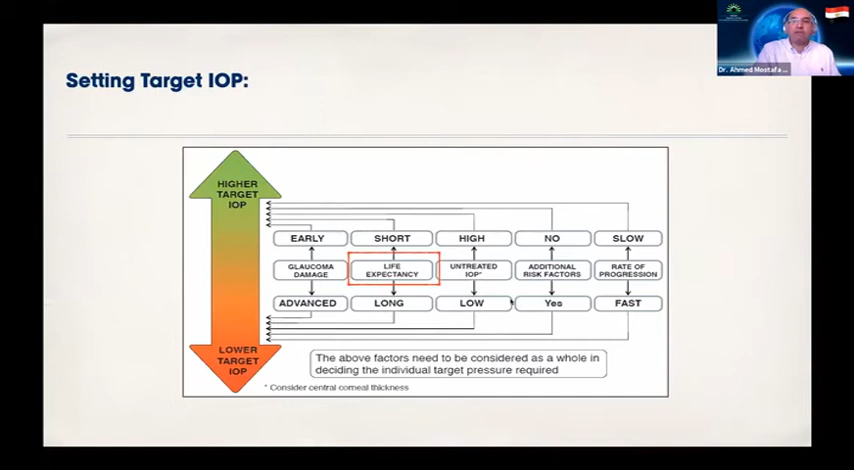 Dr. Ahmed Mostafa ...
Setting Target IOP:
HIGHER
TARGET
IOP
EARLY
SHORT
HIGH
NO
SLOW
GLAUCOMA
DAMAGE
LIFE
EXPECTANCY
UNTREATED
IOP*
ADDITIONAL
RISK FACTORS
RATE OF
PROGRESSION
ADVANCED
LONG
LOW
Yes
FAST
LOWER
TARGET
IOP
The above factors need to be considered as a whole in
deciding the individual target pressure required
* Consider central corneal thickness